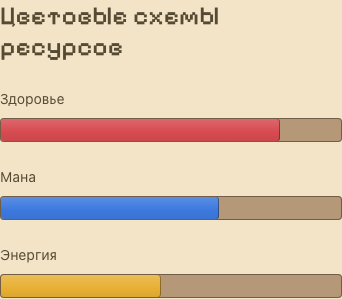 Цветовые схемы
ресурсов
Здоровье
Мана
Энергия